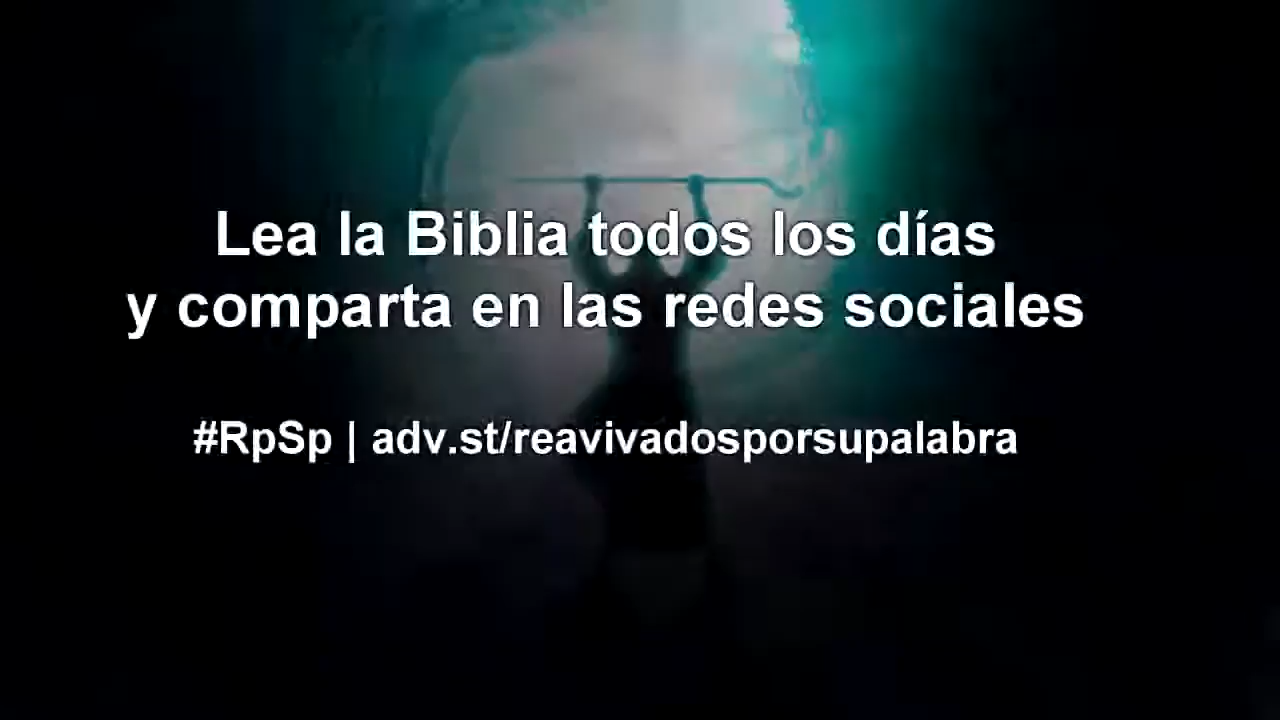 Lea la Biblia todos los días
y comparta en las redes sociales
#RpSp | adv.st/reavivadosporsupalabra